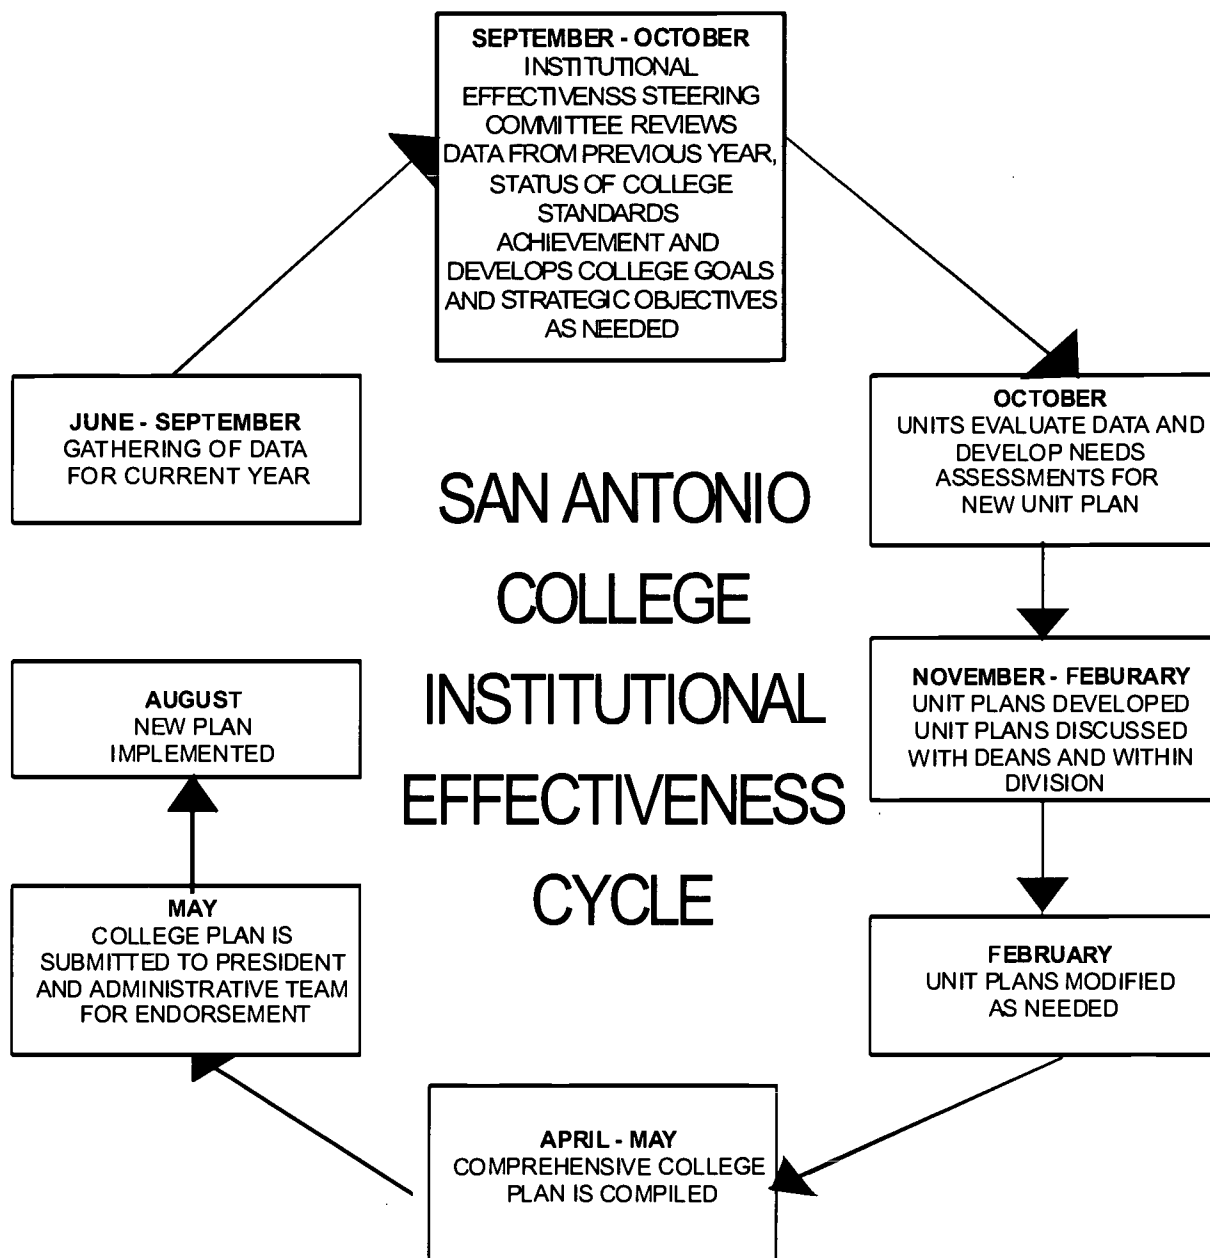 SEPTEMBER - OCTOBER
INSTITUTIONAL
EFFECTIVENSS STEERING
COMMITTEE REVIEWS
DATA FROM PREVIOUS YEAR,
STATUS OF COLLEGE
STANDARDS
ACHIEVEMENT AND
DEVELOPS COLLEGE GOALS
AND STRATEGIC OBJECTIVES
AS NEEDED
OCTOBER
UNITS EVALUATE DATA AND
DEVELOP NEEDS
ASSESSMENTS FOR
NEW UNIT PLAN
NOVEMBER - FEBURARY
UNIT PLANS DEVELOPED
UNIT PLANS DISCUSSED
WITH DEANS AND WITHIN
DIVISION
FEBRUARY
UNIT PLANS MODIFIED
AS NEEDED
APRIL - MAY
COMPREHENSIVE COLLEGE
PLAN IS COMPILED
MAY
COLLEGE PLAN IS
SUBMITTED TO PRESIDENT
AND ADMINISTRATIVE TEAM
FOR ENDORSEMENT
AUGUST
NEW PLAN
IMPLEMENTED
JUNE - SEPTEMBER
GATHERING OF DATA
FOR CURRENT YEAR
SAN ANTONIO
COLLEGE
INSTITUTIONAL
EFFECTIVENESS
CYCLE